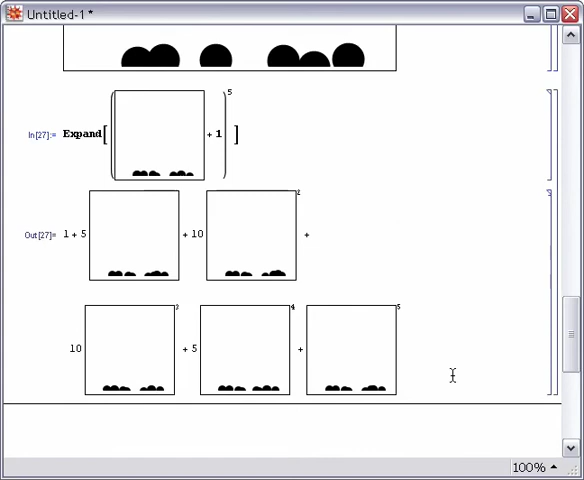 Untitled-1 *
5
In[27]:= Expand[( + 1) ]
2
Out[27]= 1 + 5 + 10 +
3 4 5
10 + 5 +
100%